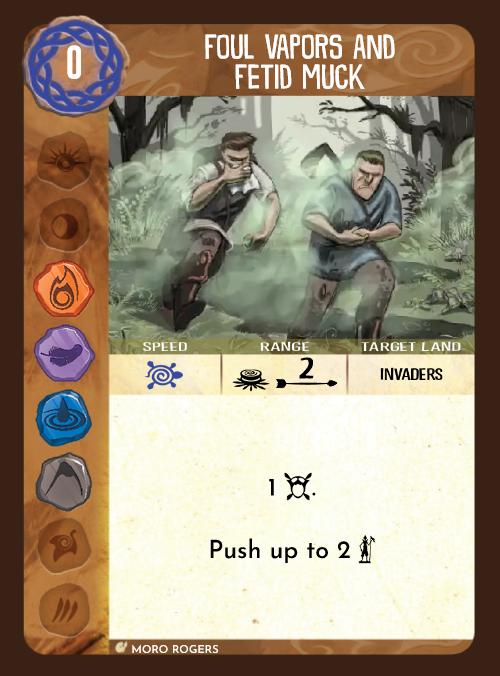 0
FOUL VAPORS AND
FETID MUCK
SPEED RANGE TARGET LAND
2 INVADERS
1 .
Push up to 2
MORO ROGERS